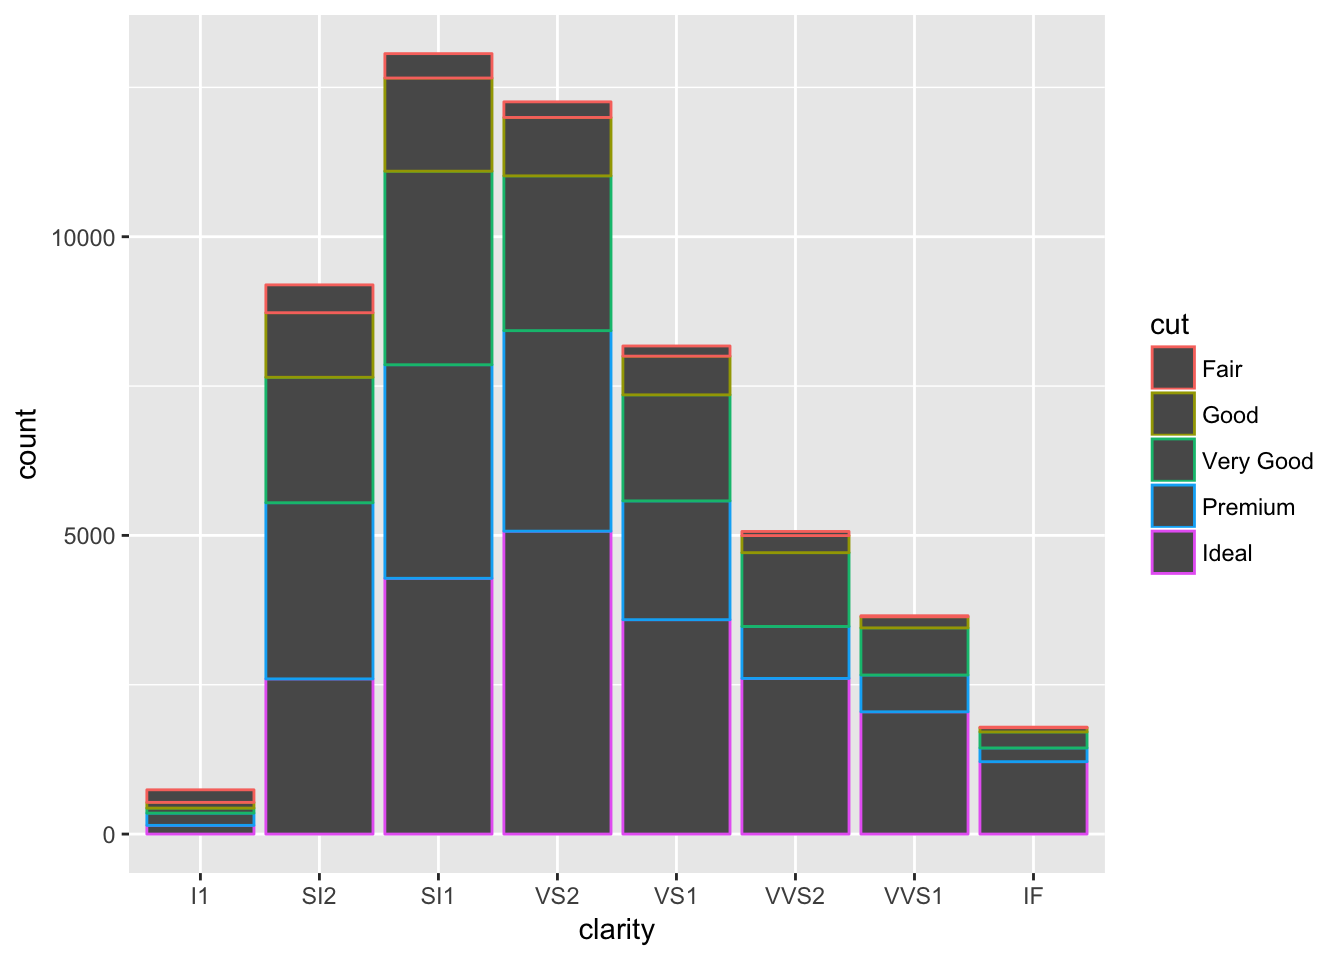 count
10000
5000
0
I1
SI2
SI1
VS2
VS1
VVS2
VVS1
IF
clarity
cut
Fair
Good
Very Good
Premium
Ideal